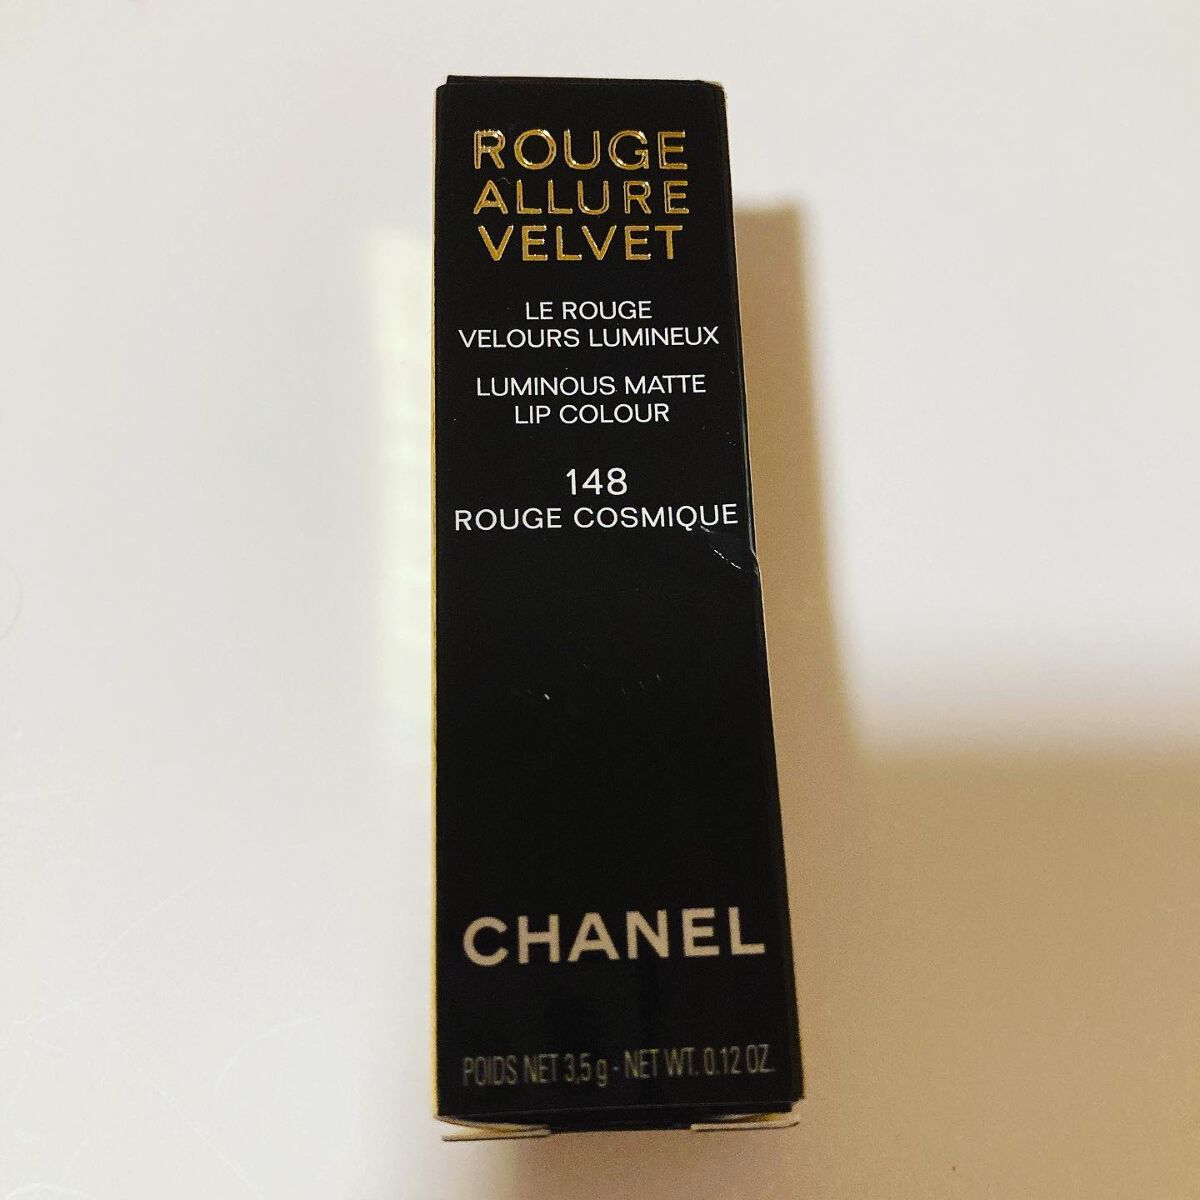 ROUGE
ALLURE
VELVET
LE ROUGE
VELOURS LUMINEUX
LUMINOUS MATTE
LIP COLOUR
148
ROUGE COSMIQUE
CHANEL
POIDS NET 3,5 g - NET WT. 0.12 OZ.